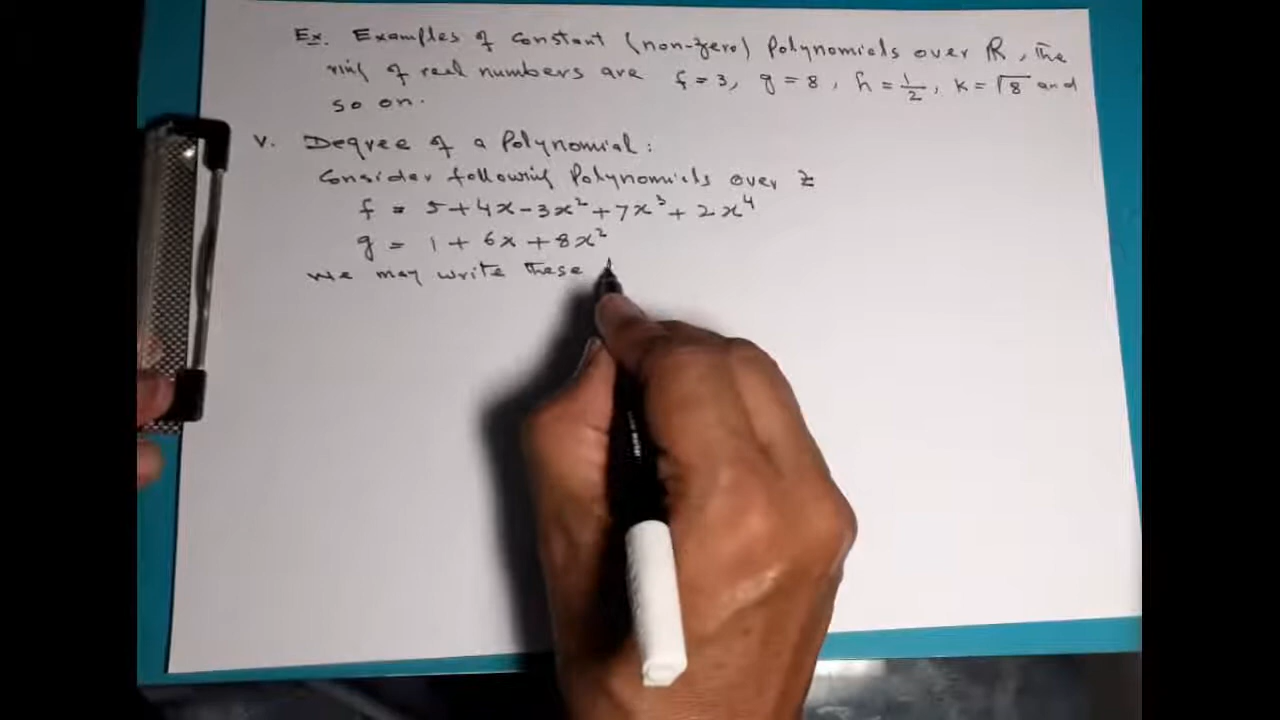 Ex. Examples of constant (non-zero) Polynomials over ℝ, the
ring of real numbers are f = 3, g = 8, h = 1/2, k = √8 and
so on.
V. Degree of a Polynomial:
Consider following Polynomials over Z
f = 5 + 4x - 3x² + 7x³ + 2x⁴
g = 1 + 6x + 8x²
We may write these